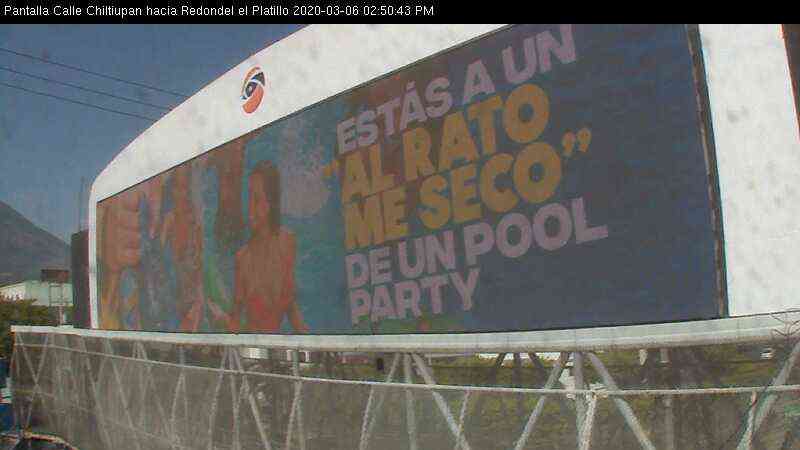 Pantalla Calle Chiltiupan hacia Redondel el Platillo 2020-03-06 02:50:43 PM
ESTÁS A UN
"AL RATO
ME SECO"
DE UN POOL
PARTY